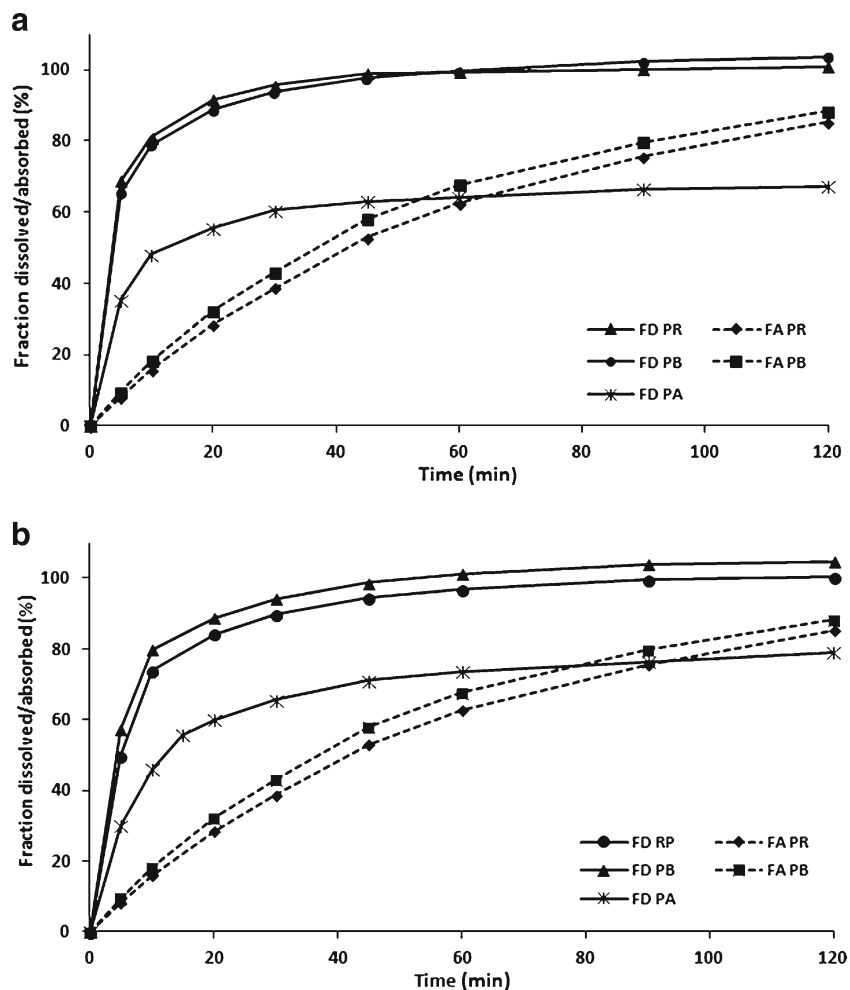 a
Fraction dissolved/absorbed (%)
100
80
60
40
20
0
FD PR
FA PR
FD PB
FA PB
FD PA
0 20 40 60 80 100 120
Time (min)
b
Fraction dissolved/absorbed (%)
100
80
60
40
20
0
FD RP
FA PR
FD PB
FA PB
FD PA
0 20 40 60 80 100 120
Time (min)